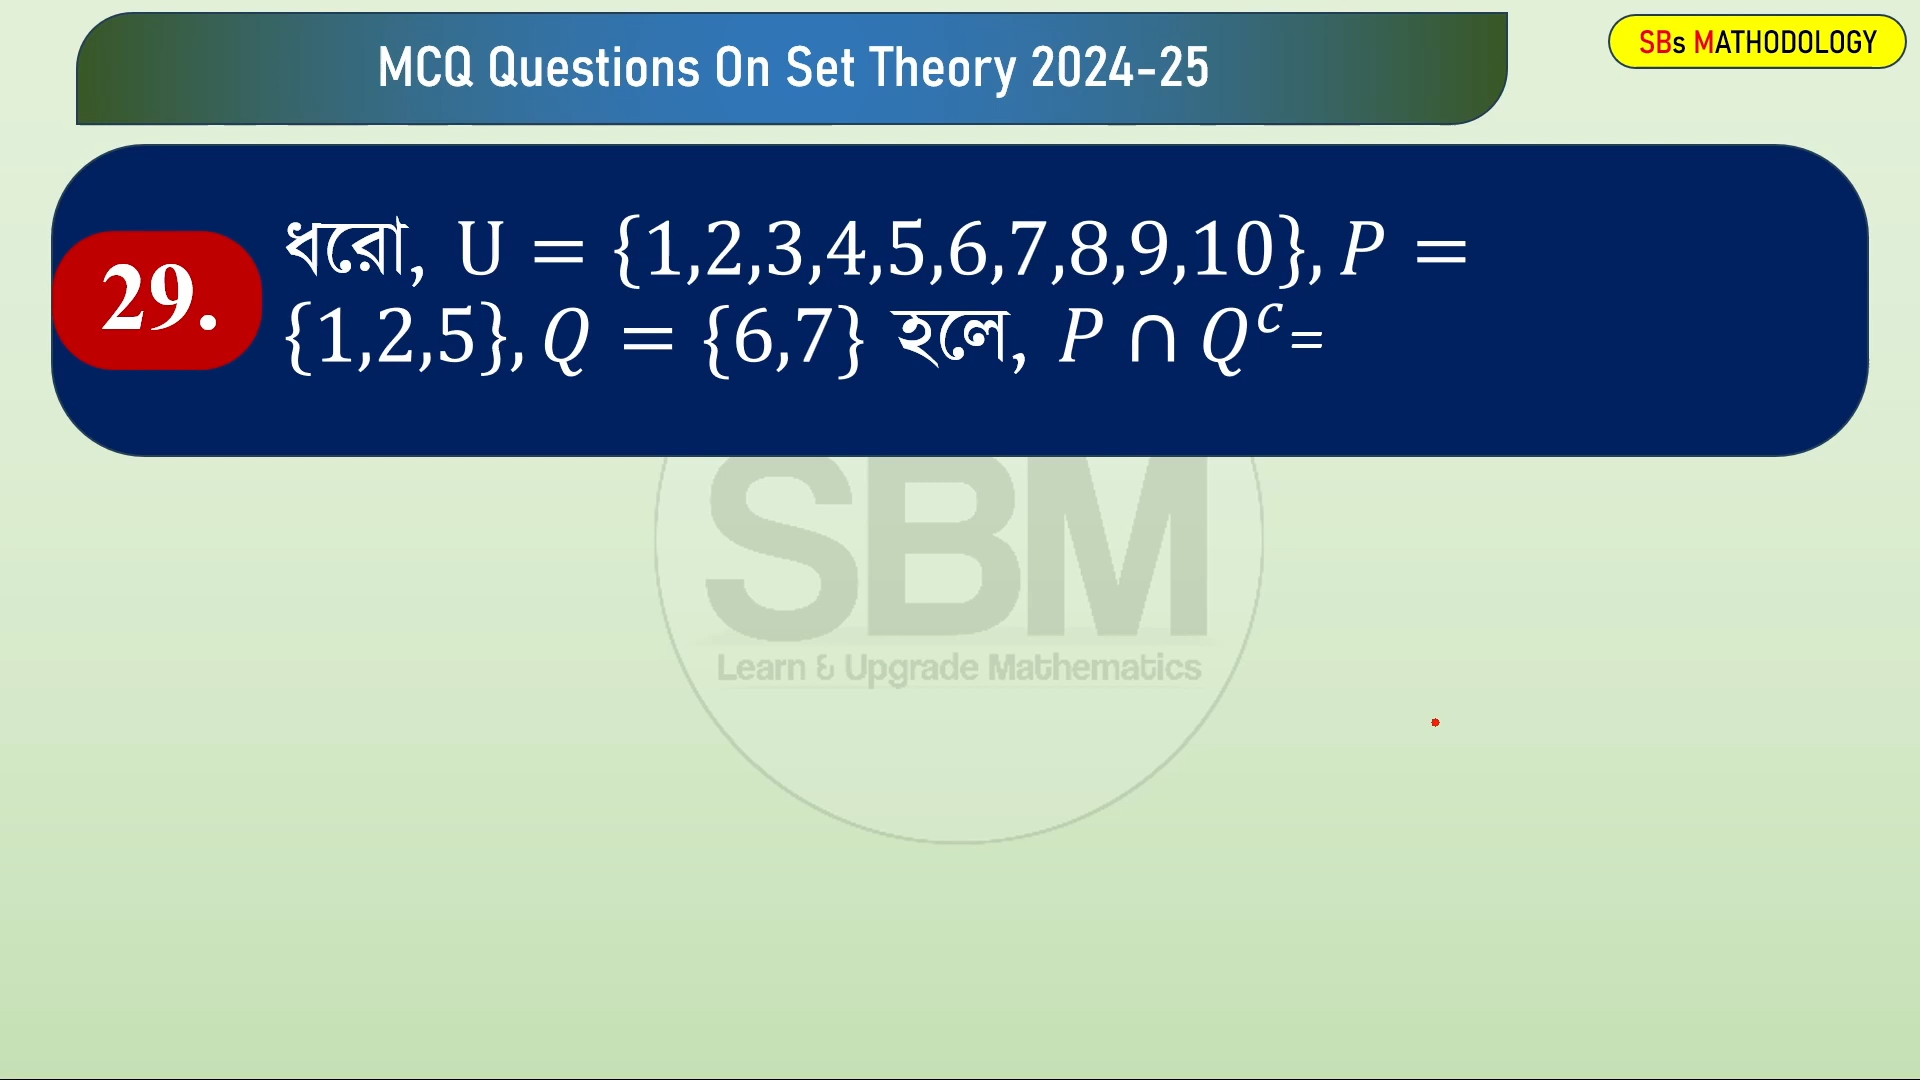 MCQ Questions On Set Theory 2024-25
SBs MATHODOLOGY
29.
ধরো, U = {1,2,3,4,5,6,7,8,9,10}, P =
{1,2,5}, Q = {6,7} হলে, P ∩ Qᶜ=
SBM
Learn & Upgrade Mathematics